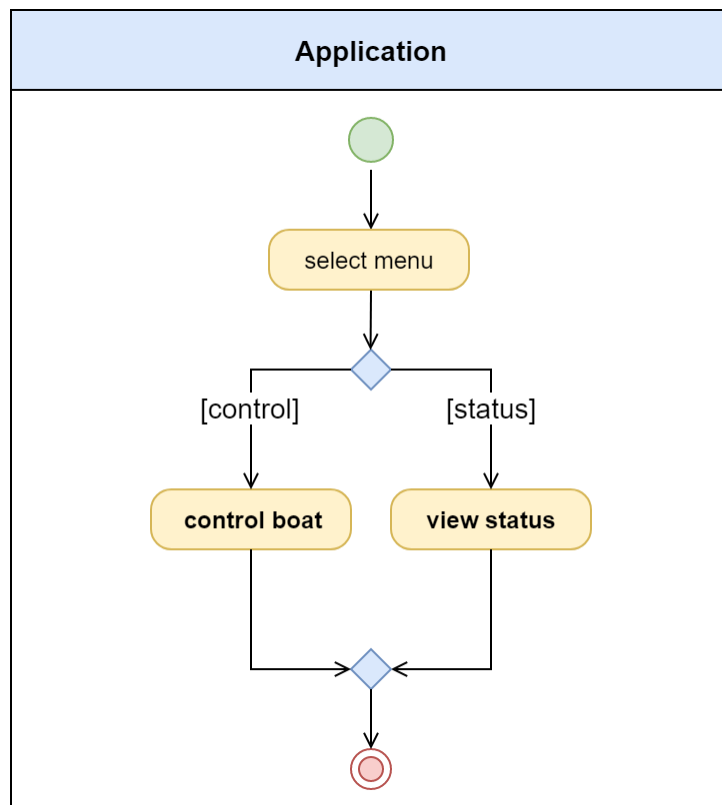 Application
select menu
[control]
[status]
control boat
view status